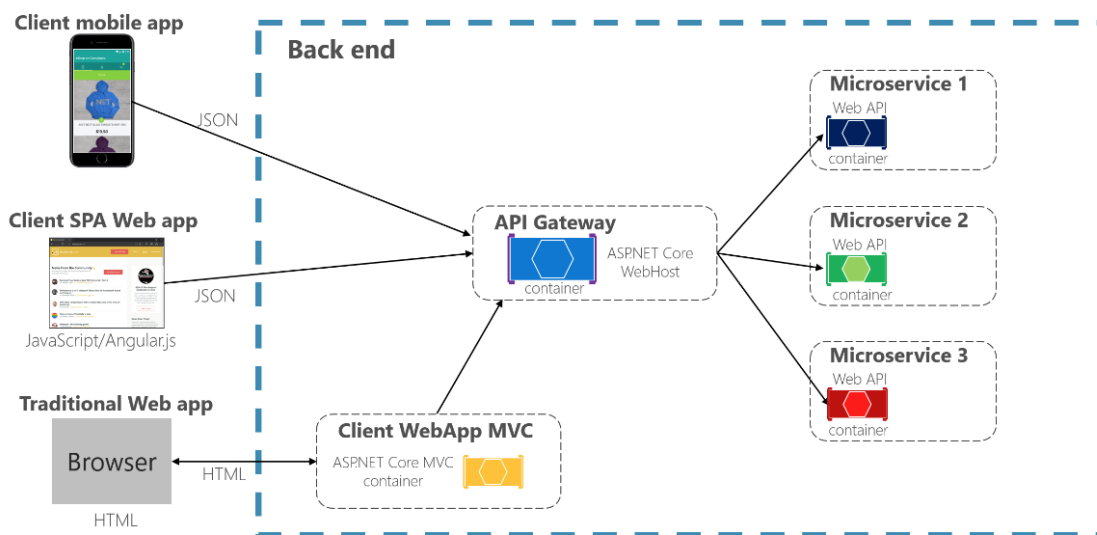 Client mobile app
Back end
JSON
Microservice 1
Web API
container
Client SPA Web app
JSON
JavaScript/Angular.js
API Gateway
ASP.NET Core
WebHost
container
Microservice 2
Web API
container
Microservice 3
Web API
container
Traditional Web app
Browser
HTML
HTML
Client WebApp MVC
ASP.NET Core MVC
container